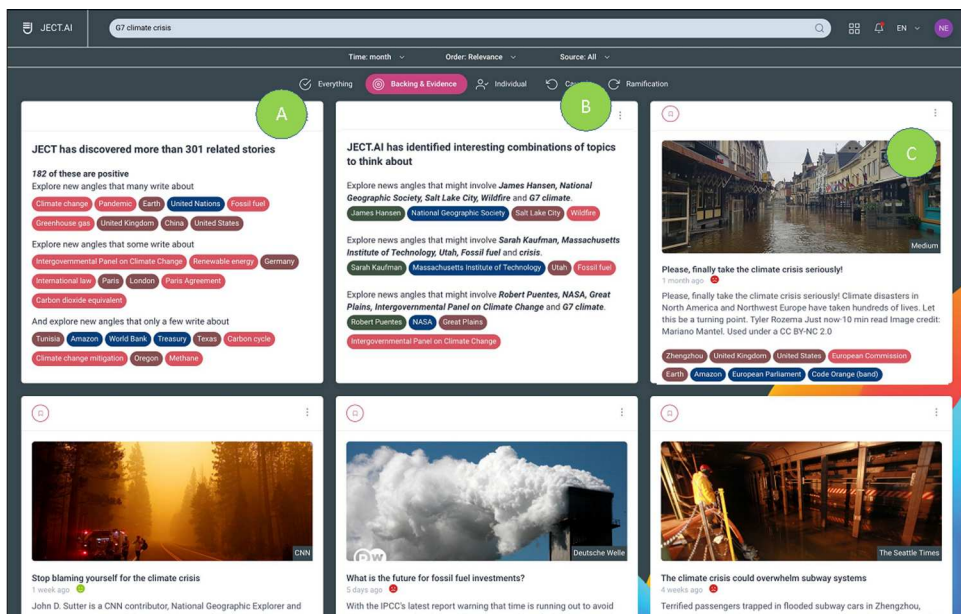 JECT.AI
G7 climate crisis
EN
NE
Time: month
Order: Relevance
Source: All
Everything
Backing & Evidence
Individual
Ramification
A
JECT has discovered more than 301 related stories
182 of these are positive
Explore new angles that many write about
Climate change Pandemic Earth United Nations Fossil fuel
Greenhouse gas United Kingdom China United States
Explore new angles that some write about
Intergovernmental Panel on Climate Change Renewable energy Germany
International law Paris London Paris Agreement
Carbon dioxide equivalent
And explore new angles that only a few write about
Tunisia Amazon World Bank Treasury Texas Carbon cycle
Climate change mitigation Oregon Methane
B
JECT.AI has identified interesting combinations of topics
to think about
Explore news angles that might involve James Hansen, National
Geographic Society, Salt Lake City, Wildfire and G7 climate.
James Hansen National Geographic Society Salt Lake City Wildfire
Explore news angles that might involve Sarah Kaufman, Massachusetts
Institute of Technology, Utah, Fossil fuel and crisis.
Sarah Kaufman Massachusetts Institute of Technology Utah Fossil fuel
Explore news angles that might involve Robert Puentes, NASA, Great
Plains, Intergovernmental Panel on Climate Change and G7 climate.
Robert Puentes NASA Great Plains
Intergovernmental Panel on Climate Change
C
Medium
Please, finally take the climate crisis seriously!
1 month ago
Please, finally take the climate crisis seriously! Climate disasters in
North America and Northwest Europe have taken hundreds of lives. Let
this be a turning point. Tyler Rozema Just now·10 min read Image credit:
Mariano Mantel. Used under a CC BY-NC 2.0
Zhengzhou United Kingdom United States European Commission
Earth Amazon European Parliament Code Orange (band)
CNN
Stop blaming yourself for the climate crisis
1 week ago
John D. Sutter is a CNN contributor, National Geographic Explorer and
DW
Deutsche Welle
What is the future for fossil fuel investments?
5 days ago
With the IPCC's latest report warning that time is running out to avoid
The Seattle Times
The climate crisis could overwhelm subway systems
4 weeks ago
Terrified passengers trapped in flooded subway cars in Zhengzhou,